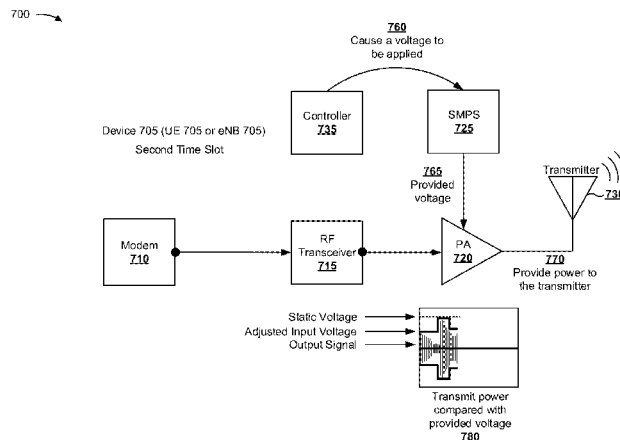 700
760
Cause a voltage to
be applied
Controller
735
SMPS
725
Device 705 (UE 705 or eNB 705)
Second Time Slot
765
Provided
voltage
Transmitter
730
Modem
710
RF
Transceiver
715
PA
720
770
Provide power to
the transmitter
Static Voltage
Adjusted Input Voltage
Output Signal
Transmit power
compared with
provided voltage
780